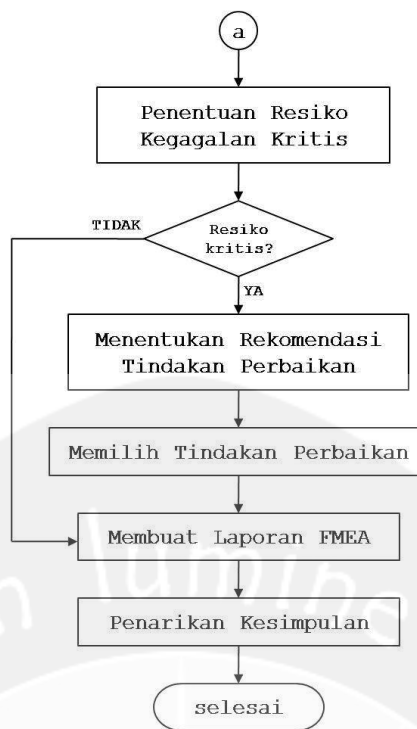 a
Penentuan Resiko
Kegagalan Kritis
TIDAK
Resiko
kritis?
YA
Menentukan Rekomendasi
Tindakan Perbaikan
Memilih Tindakan Perbaikan
Membuat Laporan FMEA
n lumine
Penarikan Kesimpulan
selesai